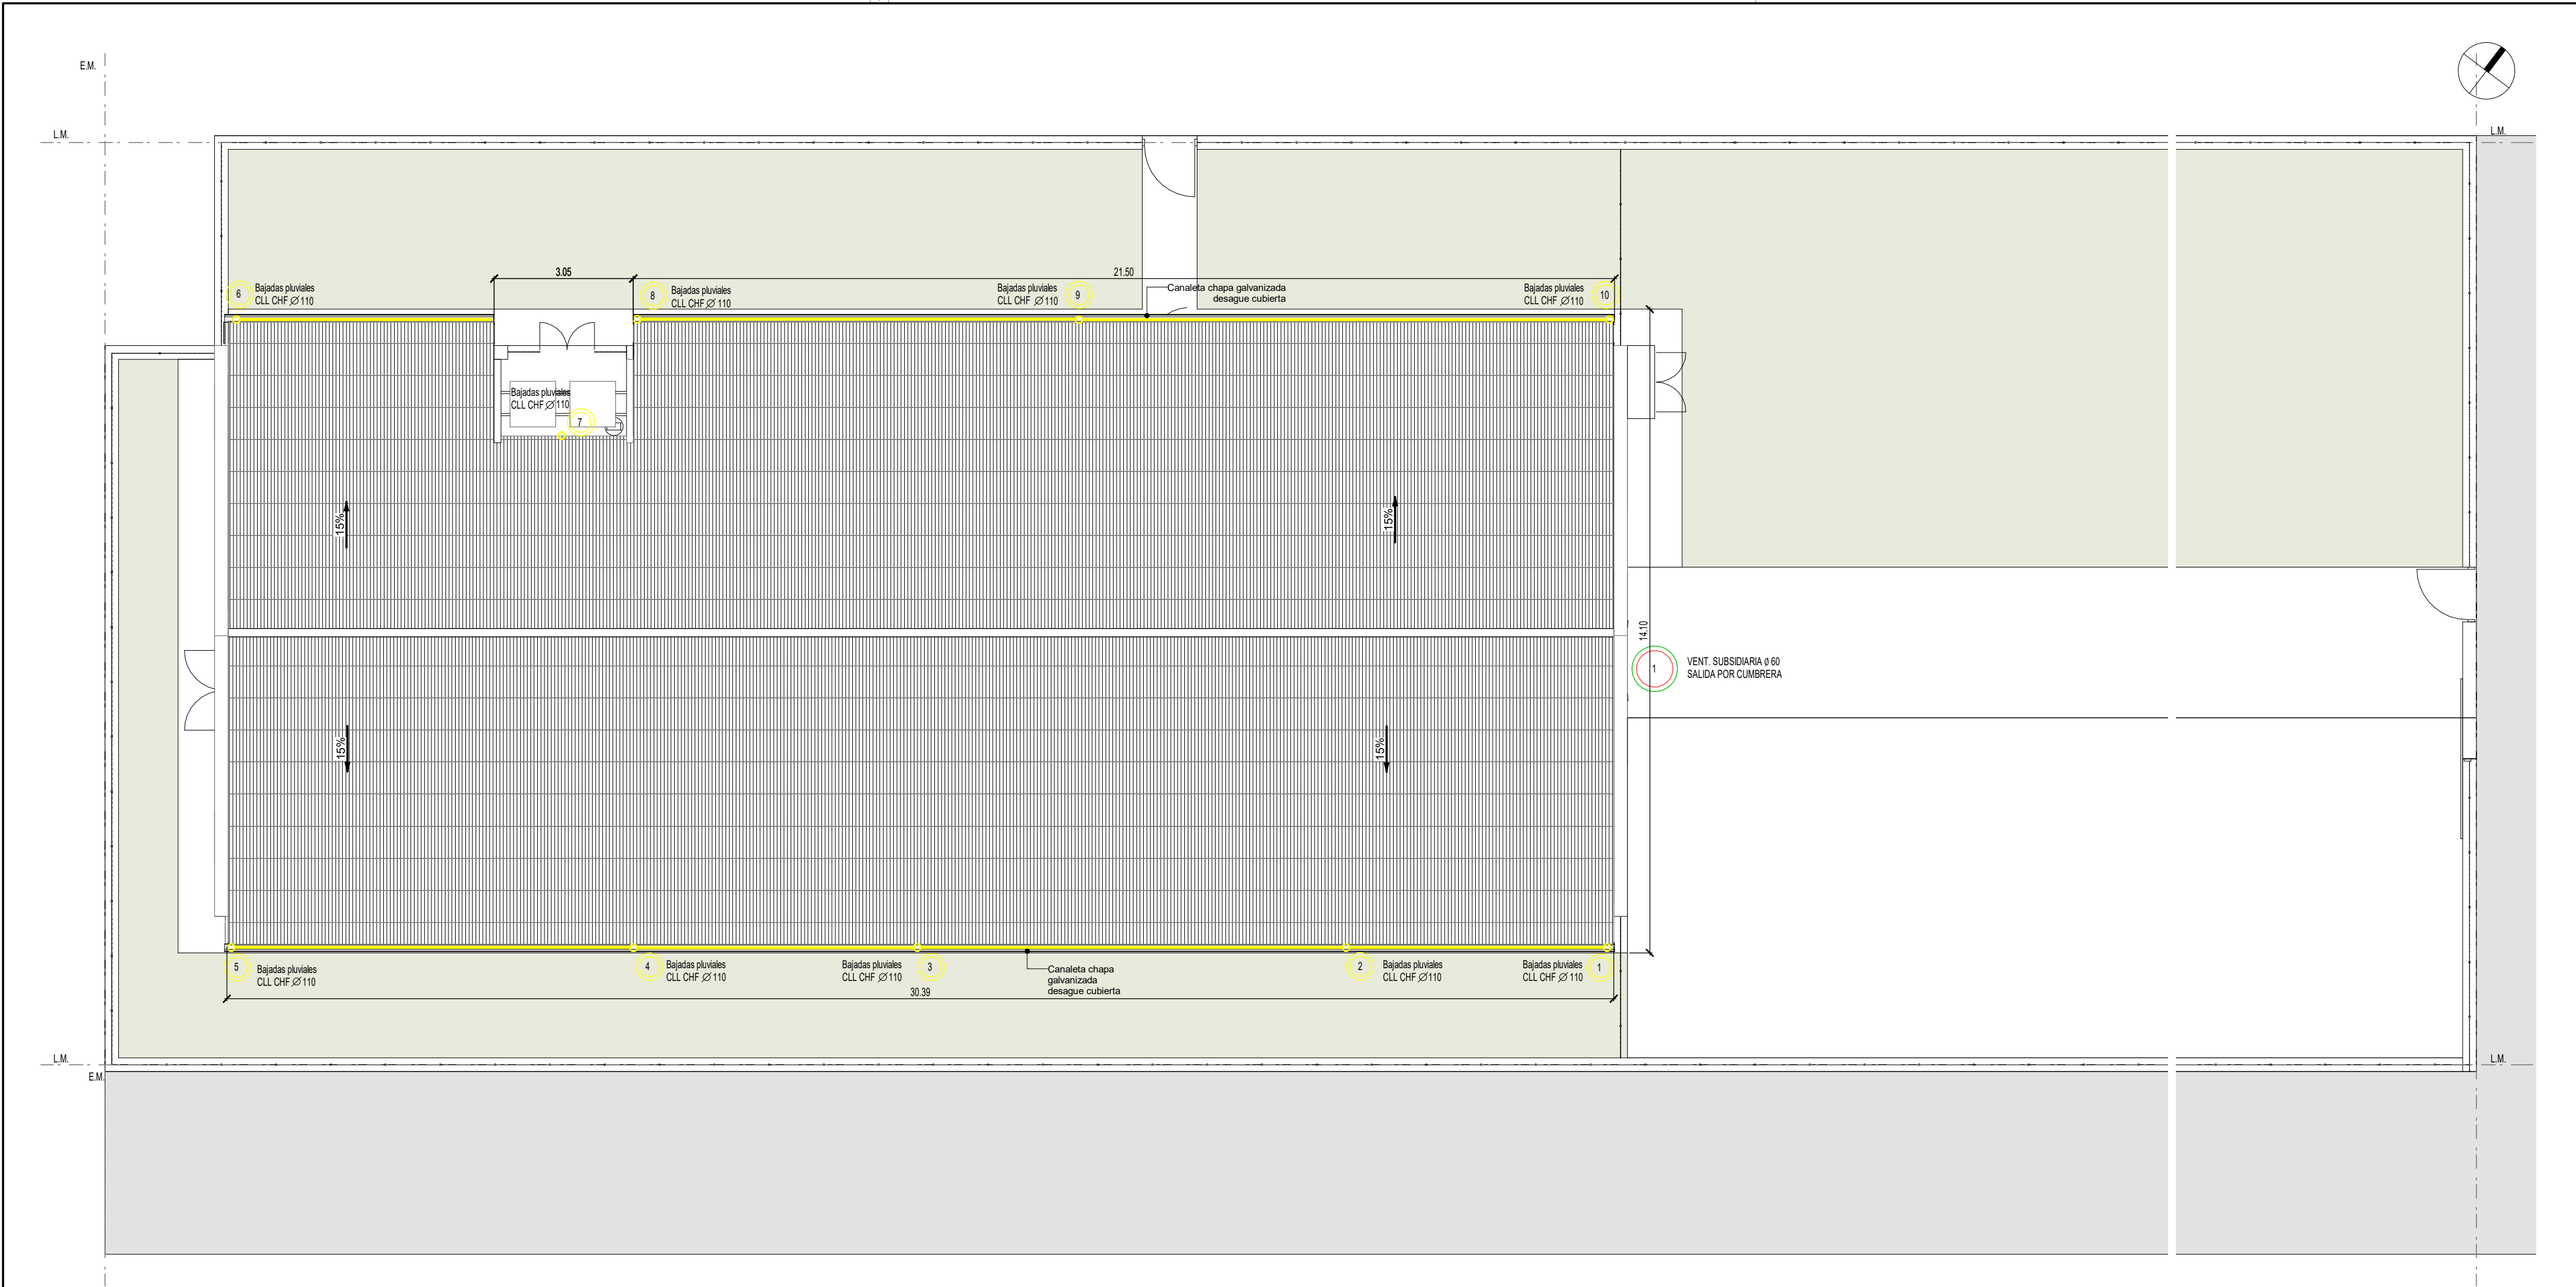 E.M.
L.M.
L.M.
3.05
21.50
6
Bajadas pluviales
CLL CHF Ø 110
8
Bajadas pluviales
CLL CHF Ø 110
Bajadas pluviales
CLL CHF Ø 110
9
Canaleta chapa galvanizada
desague cubierta
Bajadas pluviales
CLL CHF Ø 110
10
Bajadas pluviales
CLL CHF Ø 110
7
15%
15%
14.10
1
VENT. SUBSIDIARIA Ø 60
SALIDA POR CUMBRERA
15%
15%
5
Bajadas pluviales
CLL CHF Ø 110
4
Bajadas pluviales
CLL CHF Ø 110
Bajadas pluviales
CLL CHF Ø 110
3
Canaleta chapa
galvanizada
desague cubierta
2
Bajadas pluviales
CLL CHF Ø 110
Bajadas pluviales
CLL CHF Ø 110
1
30.39
L.M.
L.M.
E.M.